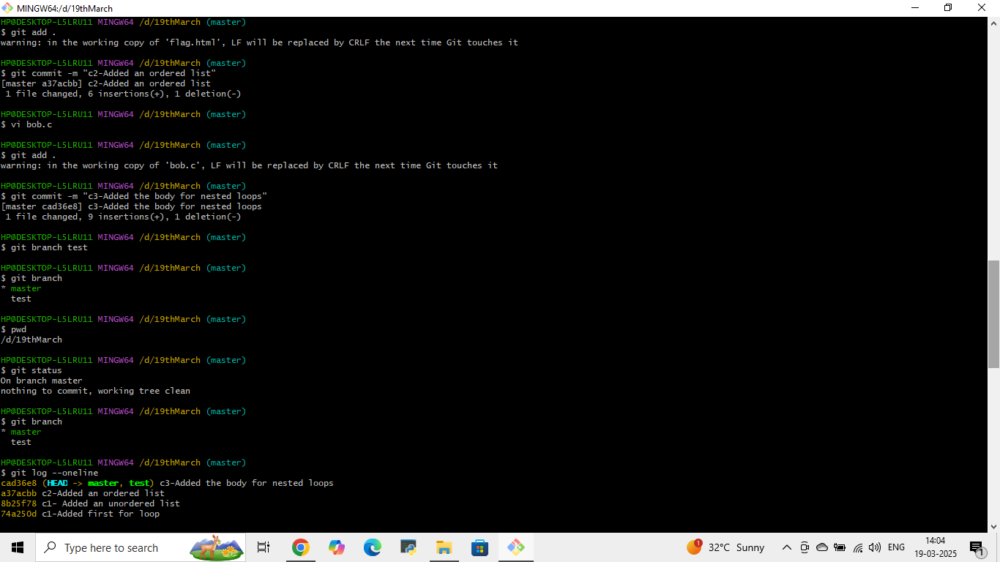 MINGW64:/d/19thMarch
HP@DESKTOP-L5LRU11 MINGW64 /d/19thMarch (master)
$ git add .
warning: in the working copy of 'flag.html', LF will be replaced by CRLF the next time Git touches it
HP@DESKTOP-L5LRU11 MINGW64 /d/19thMarch (master)
$ git commit -m "c2-Added an ordered list"
[master a37acbb] c2-Added an ordered list
 1 file changed, 6 insertions(+), 1 deletion(-)
HP@DESKTOP-L5LRU11 MINGW64 /d/19thMarch (master)
$ vi bob.c
HP@DESKTOP-L5LRU11 MINGW64 /d/19thMarch (master)
$ git add .
warning: in the working copy of 'bob.c', LF will be replaced by CRLF the next time Git touches it
HP@DESKTOP-L5LRU11 MINGW64 /d/19thMarch (master)
$ git commit -m "c3-Added the body for nested loops"
[master cad36e8] c3-Added the body for nested loops
 1 file changed, 9 insertions(+), 1 deletion(-)
HP@DESKTOP-L5LRU11 MINGW64 /d/19thMarch (master)
$ git branch test
HP@DESKTOP-L5LRU11 MINGW64 /d/19thMarch (master)
$ git branch
* master
  test
HP@DESKTOP-L5LRU11 MINGW64 /d/19thMarch (master)
$ pwd
/d/19thMarch
HP@DESKTOP-L5LRU11 MINGW64 /d/19thMarch (master)
$ git status
On branch master
nothing to commit, working tree clean
HP@DESKTOP-L5LRU11 MINGW64 /d/19thMarch (master)
$ git branch
* master
  test
HP@DESKTOP-L5LRU11 MINGW64 /d/19thMarch (master)
$ git log --oneline
cad36e8 (HEAD -> master, test) c3-Added the body for nested loops
a37acbb c2-Added an ordered list
8b25f78 c1- Added an unordered list
74a250d c1-Added first for loop
Type here to search
1
32°C Sunny
ENG
14:04
19-03-2025
1